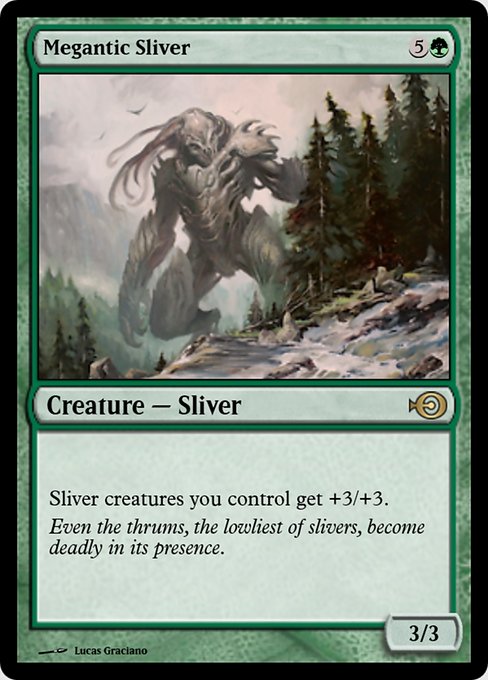 Megantic Sliver 5
Creature — Sliver
Sliver creatures you control get +3/+3.
Even the thrums, the lowliest of slivers, become
deadly in its presence.
3/3
Lucas Graciano